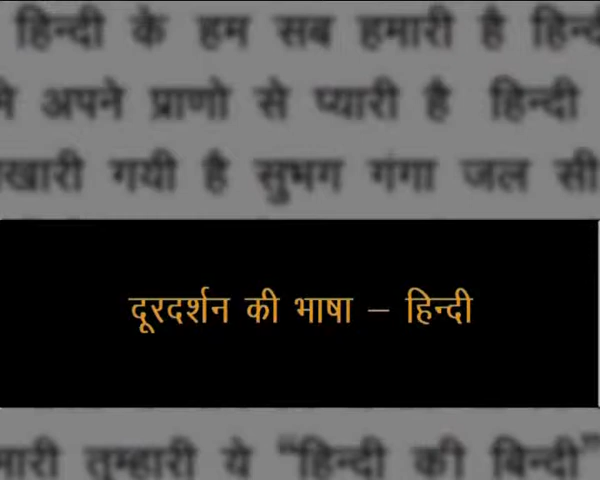 हिन्दी के हम सब हमारी है
अपने प्राणो से प्यारी है हिन्दी
गयी है सुभग गंगा जल सी
दूरदर्शन की भाषा – हिन्दी
तुम्हारी ये “हिन्दी की बिन्दी”